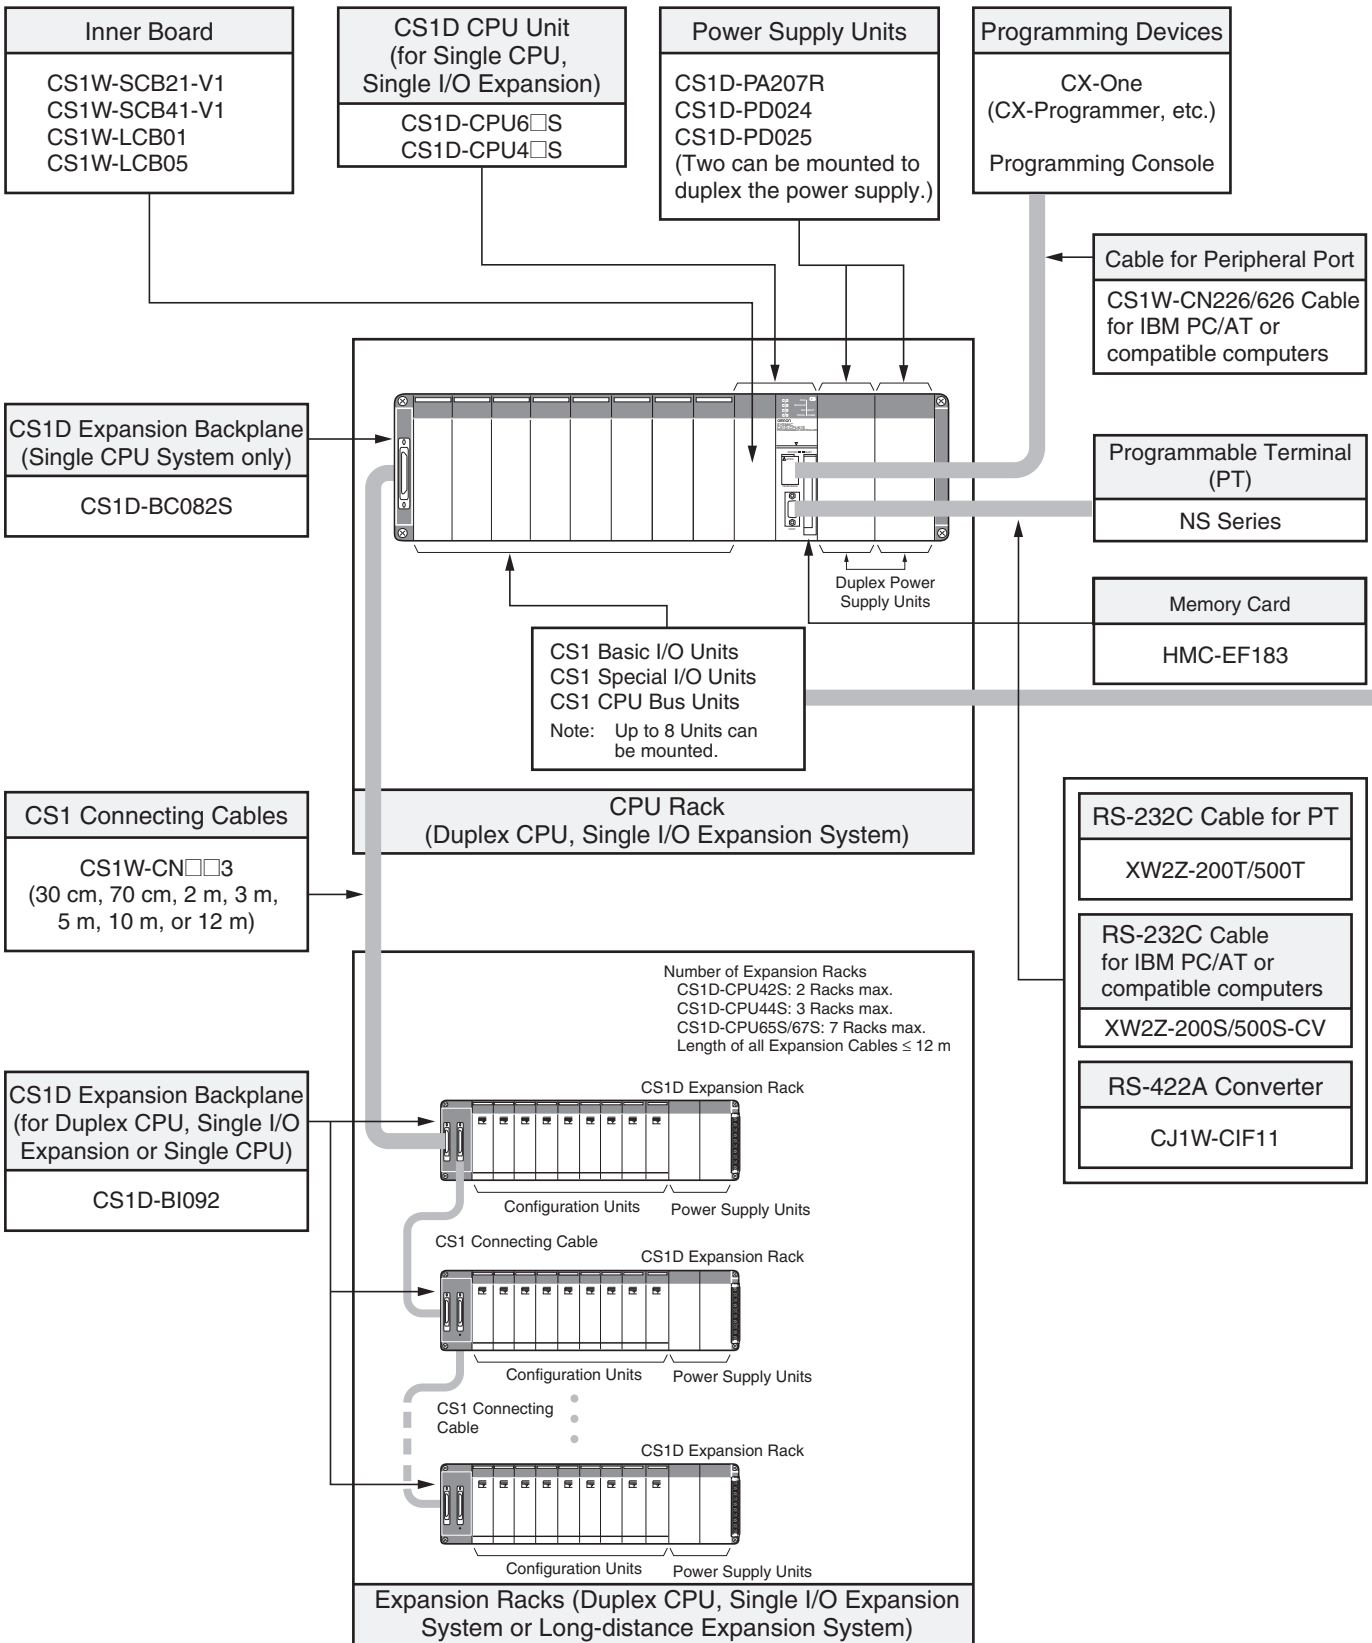 Inner Board
CS1W-SCB21-V1
CS1W-SCB41-V1
CS1W-LCB01
CS1W-LCB05
CS1D CPU Unit
(for Single CPU,
Single I/O Expansion)
CS1D-CPU6□S
CS1D-CPU4□S
Power Supply Units
CS1D-PA207R
CS1D-PD024
CS1D-PD025
(Two can be mounted to
duplex the power supply.)
Programming Devices
CX-One
(CX-Programmer, etc.)
Programming Console
Cable for Peripheral Port
CS1W-CN226/626 Cable
for IBM PC/AT or
compatible computers
CS1D Expansion Backplane
(Single CPU System only)
CS1D-BC082S
Programmable Terminal
(PT)
NS Series
Duplex Power
Supply Units
Memory Card
HMC-EF183
CS1 Basic I/O Units
CS1 Special I/O Units
CS1 CPU Bus Units
Note: Up to 8 Units can
be mounted.
CPU Rack
(Duplex CPU, Single I/O Expansion System)
CS1 Connecting Cables
CS1W-CN□□3
(30 cm, 70 cm, 2 m, 3 m,
5 m, 10 m, or 12 m)
RS-232C Cable for PT
XW2Z-200T/500T
RS-232C Cable
for IBM PC/AT or
compatible computers
XW2Z-200S/500S-CV
RS-422A Converter
CJ1W-CIF11
Number of Expansion Racks
CS1D-CPU42S: 2 Racks max.
CS1D-CPU44S: 3 Racks max.
CS1D-CPU65S/67S: 7 Racks max.
Length of all Expansion Cables ≤ 12 m
CS1D Expansion Backplane
(for Duplex CPU, Single I/O
Expansion or Single CPU)
CS1D-BI092
CS1D Expansion Rack
Configuration Units
Power Supply Units
CS1 Connecting Cable
CS1D Expansion Rack
Configuration Units
Power Supply Units
CS1 Connecting
Cable
CS1D Expansion Rack
Configuration Units
Power Supply Units
Expansion Racks (Duplex CPU, Single I/O Expansion
System or Long-distance Expansion System)